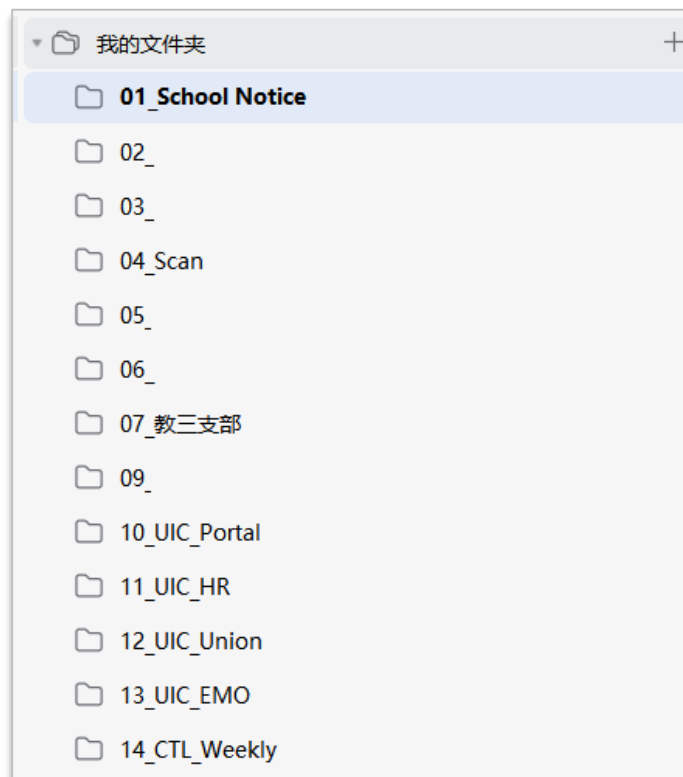 我的文件夹
01_School Notice
02_
03_
04_Scan
05_
06_
07_教三支部
09_
10_UIC_Portal
11_UIC_HR
12_UIC_Union
13_UIC_EMO
14_CTL_Weekly